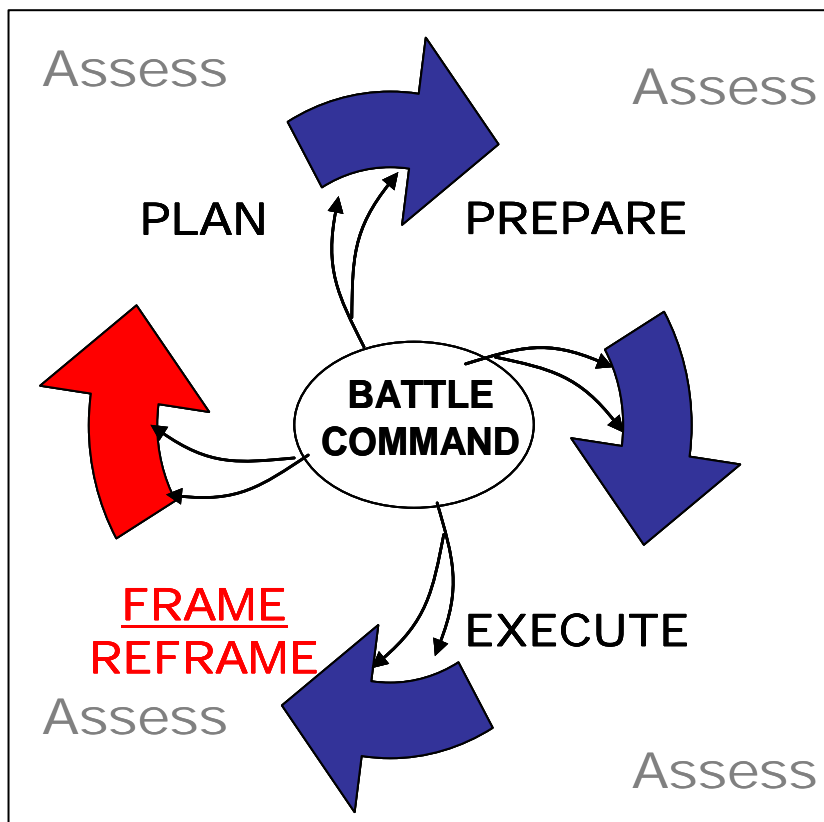 Assess
Assess
PLAN
PREPARE
BATTLE
COMMAND
FRAME
REFRAME
EXECUTE
Assess
Assess